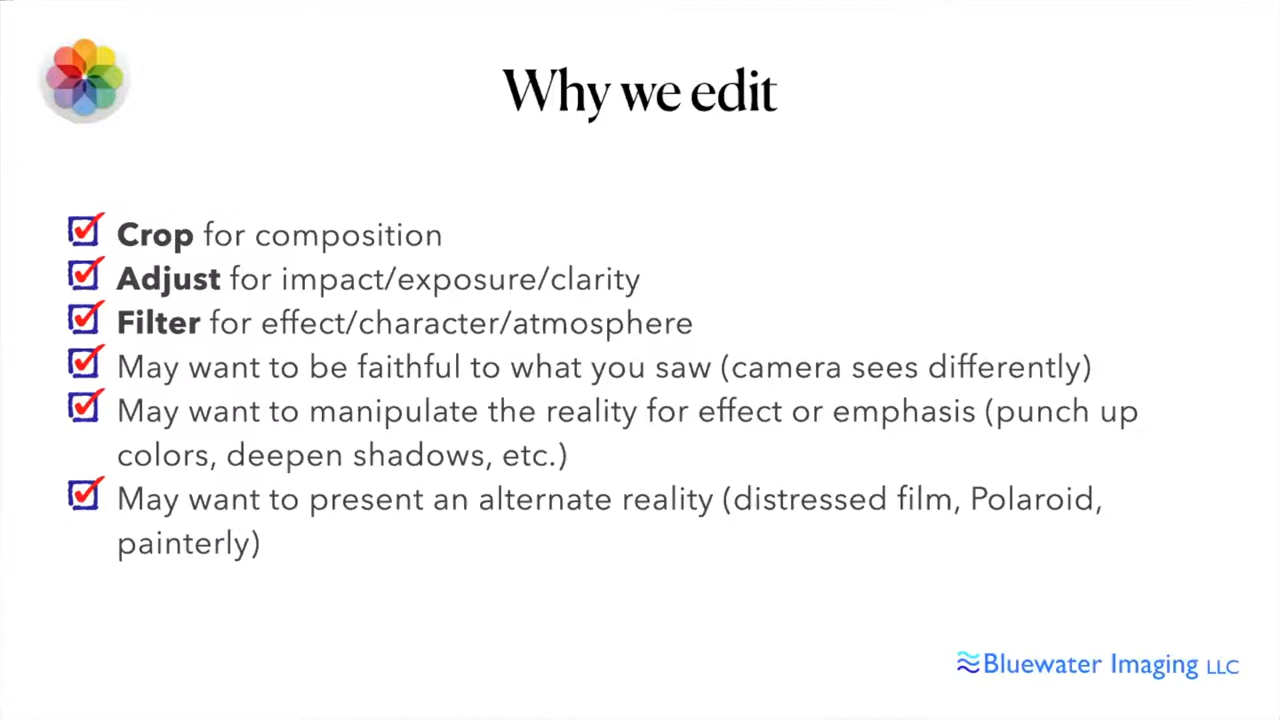 Why we edit
Crop for composition
Adjust for impact/exposure/clarity
Filter for effect/character/atmosphere
May want to be faithful to what you saw (camera sees differently)
May want to manipulate the reality for effect or emphasis (punch up
colors, deepen shadows, etc.)
May want to present an alternate reality (distressed film, Polaroid,
painterly)
Bluewater Imaging LLC